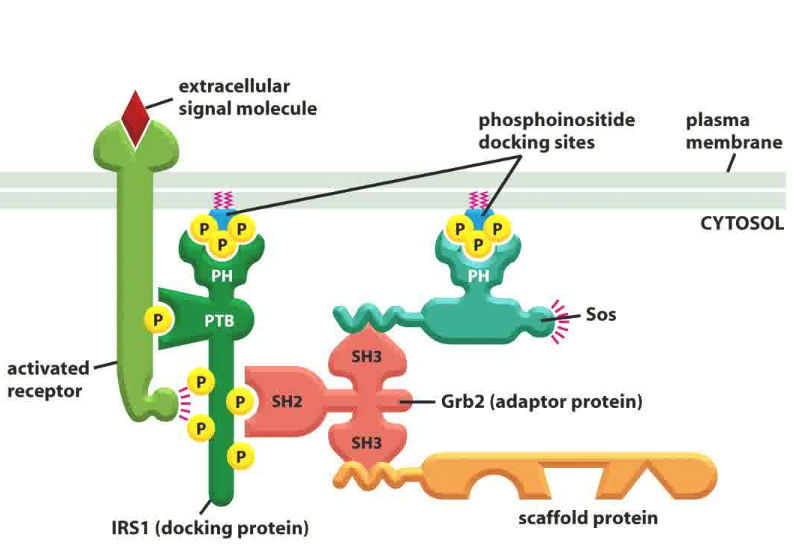 extracellular
signal molecule
phosphoinositide
docking sites
plasma
membrane
CYTOSOL
P P
P
PH
P P
P
PH
P
PTB
Sos
activated
receptor
SH3
P
P
SH2
Grb2 (adaptor protein)
P
SH3
P
IRS1 (docking protein)
scaffold protein